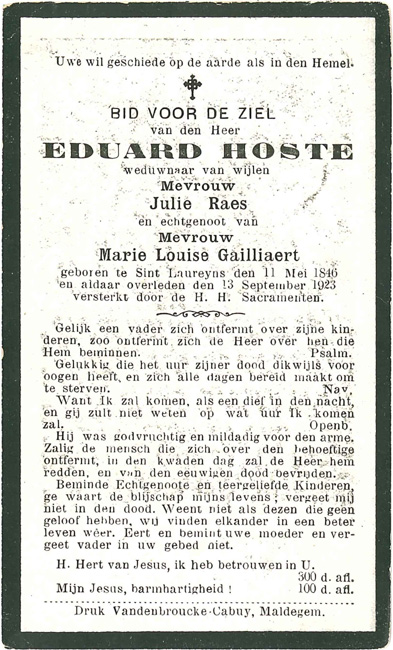 Uwe wil geschiede op de aarde als in den Hemel.
BID VOOR DE ZIEL
van den Heer
EDUARD HOSTE
weduwnaar van wijlen
Mevrouw
Julie Raes
en echtgenoot van
Mevrouw
Marie Louise Gailliaert
geboren te Sint Laureyns den 11 Mei 1846
en aldaar overleden den 13 September 1923
versterkt door de H. H. Sacramenten.
Gelijk een vader zich ontfermt over zijne kin-
deren, zoo ontfermt zich de Heer over hen die
Hem beminnen. Psalm.
Gelukkig die het uur zijner dood dikwijls voor
oogen heeft, en zich alle dagen bereid maakt om
te sterven. Nav.
Want Ik zal komen, als een dief in den nacht,
en gij zult niet weten op wat uur Ik komen
zal. Openb.
Hij was godvruchtig en mildadig voor den arme.
Zalig de mensch die zich over den behoeftige
ontfermt, in den kwaden dag zal de Heer hem
redden, en van den eeuwigen dood bevrijden.
Beminde Echtgenoote en teergeliefde Kinderen,
ge waart de blijschap mijns levens; vergeet mij
niet in den dood. Weent niet als dezen die geen
geloof hebben, wij vinden elkander in een beter
leven weer. Eert en bemint uwe moeder en ver-
geet vader in uw gebed niet.
H. Hert van Jesus, ik heb betrouwen in U.
300 d. afl.
Mijn Jesus, barmhartigheid! 100 d. afl.
Druk Vandenbroucke-Cabuy, Maldegem.